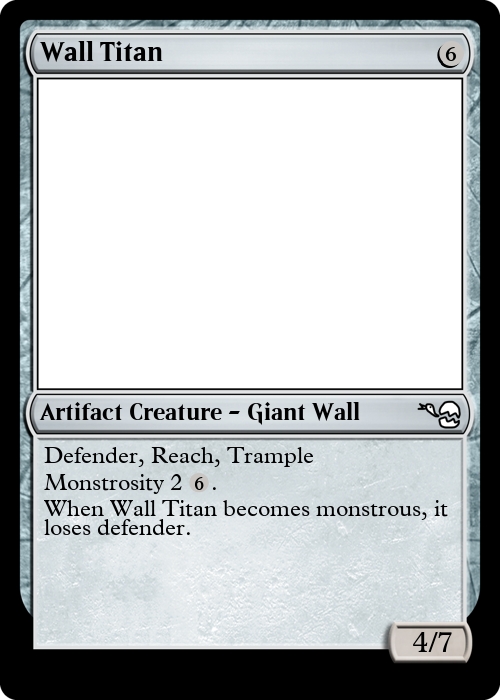 Wall Titan 6
Artifact Creature – Giant Wall
Defender, Reach, Trample
Monstrosity 2 6.
When Wall Titan becomes monstrous, it
loses defender.
4/7